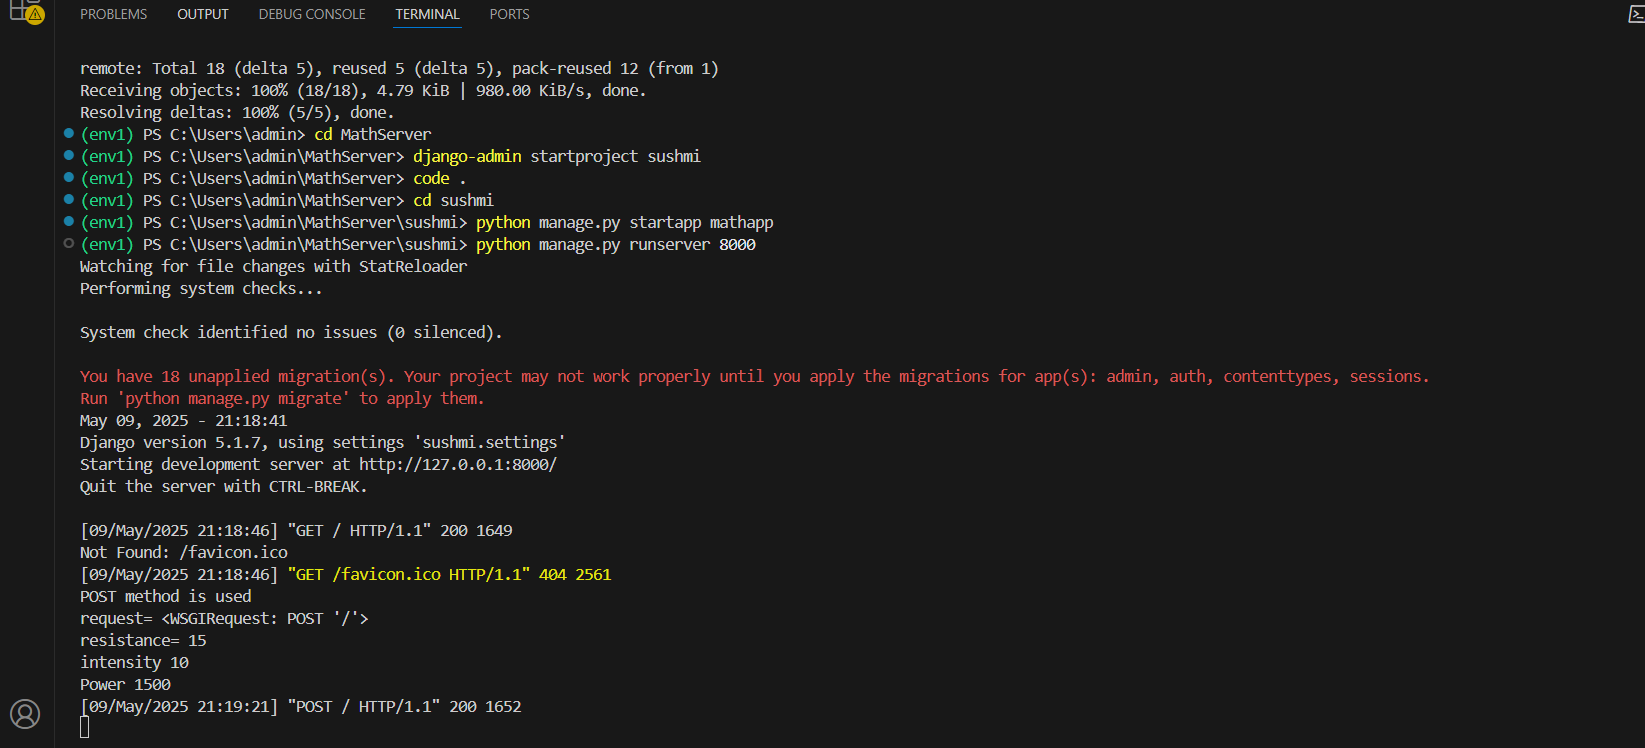 PROBLEMS OUTPUT DEBUG CONSOLE TERMINAL PORTS
remote: Total 18 (delta 5), reused 5 (delta 5), pack-reused 12 (from 1)
Receiving objects: 100% (18/18), 4.79 KiB | 980.00 KiB/s, done.
Resolving deltas: 100% (5/5), done.
(env1) PS C:\Users\admin> cd MathServer
(env1) PS C:\Users\admin\MathServer> django-admin startproject sushmi
(env1) PS C:\Users\admin\MathServer> code .
(env1) PS C:\Users\admin\MathServer> cd sushmi
(env1) PS C:\Users\admin\MathServer\sushmi> python manage.py startapp mathapp
(env1) PS C:\Users\admin\MathServer\sushmi> python manage.py runserver 8000
Watching for file changes with StatReloader
Performing system checks...
System check identified no issues (0 silenced).
You have 18 unapplied migration(s). Your project may not work properly until you apply the migrations for app(s): admin, auth, contenttypes, sessions.
Run 'python manage.py migrate' to apply them.
May 09, 2025 - 21:18:41
Django version 5.1.7, using settings 'sushmi.settings'
Starting development server at http://127.0.0.1:8000/
Quit the server with CTRL-BREAK.
[09/May/2025 21:18:46] "GET / HTTP/1.1" 200 1649
Not Found: /favicon.ico
[09/May/2025 21:18:46] "GET /favicon.ico HTTP/1.1" 404 2561
POST method is used
request= <WSGIRequest: POST '/'>
resistance= 15
intensity 10
Power 1500
[09/May/2025 21:19:21] "POST / HTTP/1.1" 200 1652